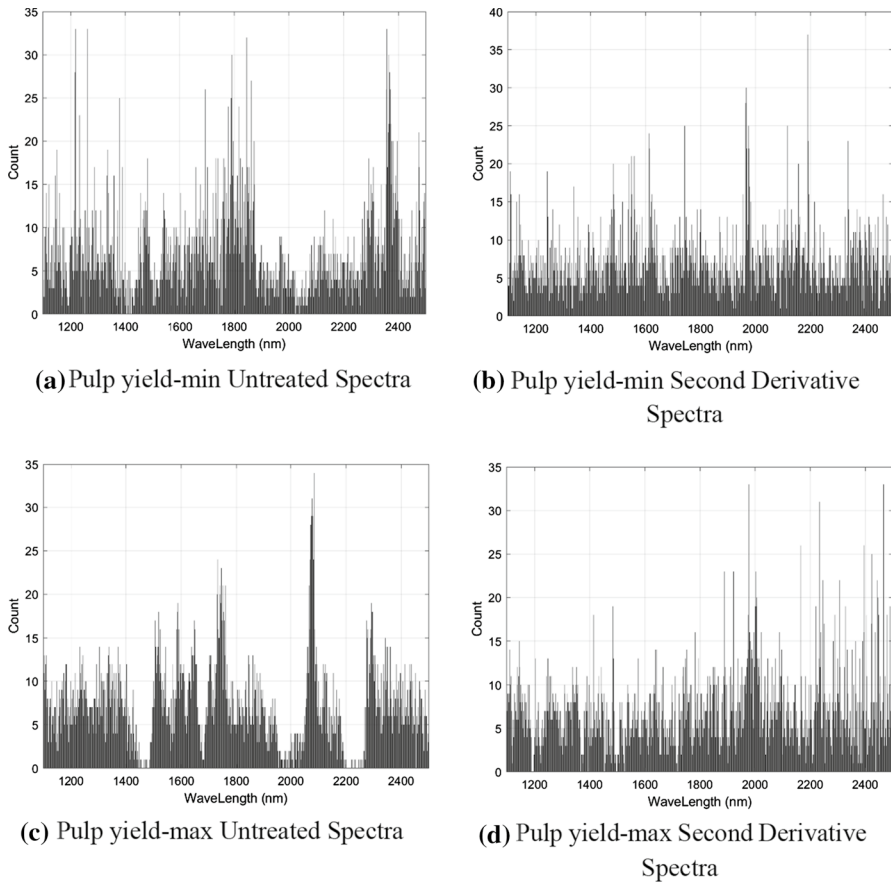 35
30
25
20
15
10
5
0
Count
1200 1400 1600 1800 2000 2200 2400
WaveLength (nm)
(a) Pulp yield-min Untreated Spectra
40
35
30
25
20
15
10
5
0
Count
1200 1400 1600 1800 2000 2200 2400
WaveLength (nm)
(b) Pulp yield-min Second Derivative
Spectra
35
30
25
20
15
10
5
0
Count
1200 1400 1600 1800 2000 2200 2400
WaveLength (nm)
(c) Pulp yield-max Untreated Spectra
35
30
25
20
15
10
5
0
Count
1200 1400 1600 1800 2000 2200 2400
WaveLength (nm)
(d) Pulp yield-max Second Derivative
Spectra